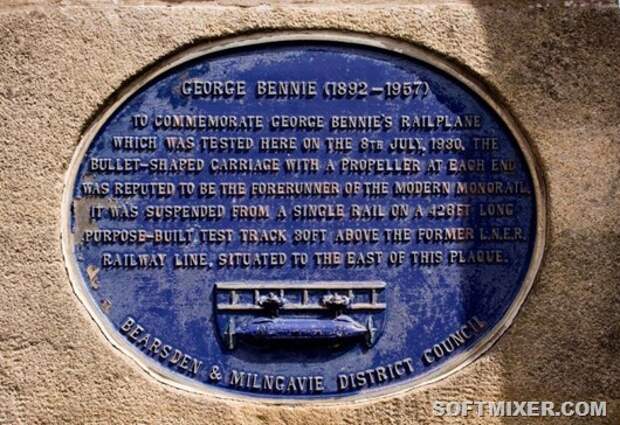 GEORGE BENNIE (1892-1957)
TO COMMEMORATE GEORGE BENNIE'S RAILPLANE
WHICH WAS TESTED HERE ON THE 8TH JULY, 1930. THE
BULLET-SHAPED CARRIAGE WITH A PROPELLER AT EACH END
WAS REPUTED TO BE THE FORERUNNER OF THE MODERN MONORAIL.
IT WAS SUSPENDED FROM A SINGLE RAIL ON A 426FT LONG
PURPOSE-BUILT TEST TRACK 30FT ABOVE THE FORMER L.N.E.R.
RAILWAY LINE, SITUATED TO THE EAST OF THIS PLAQUE.
BEARSDEN & MILNGAVIE DISTRICT COUNCIL
SOFTMIXER.COM